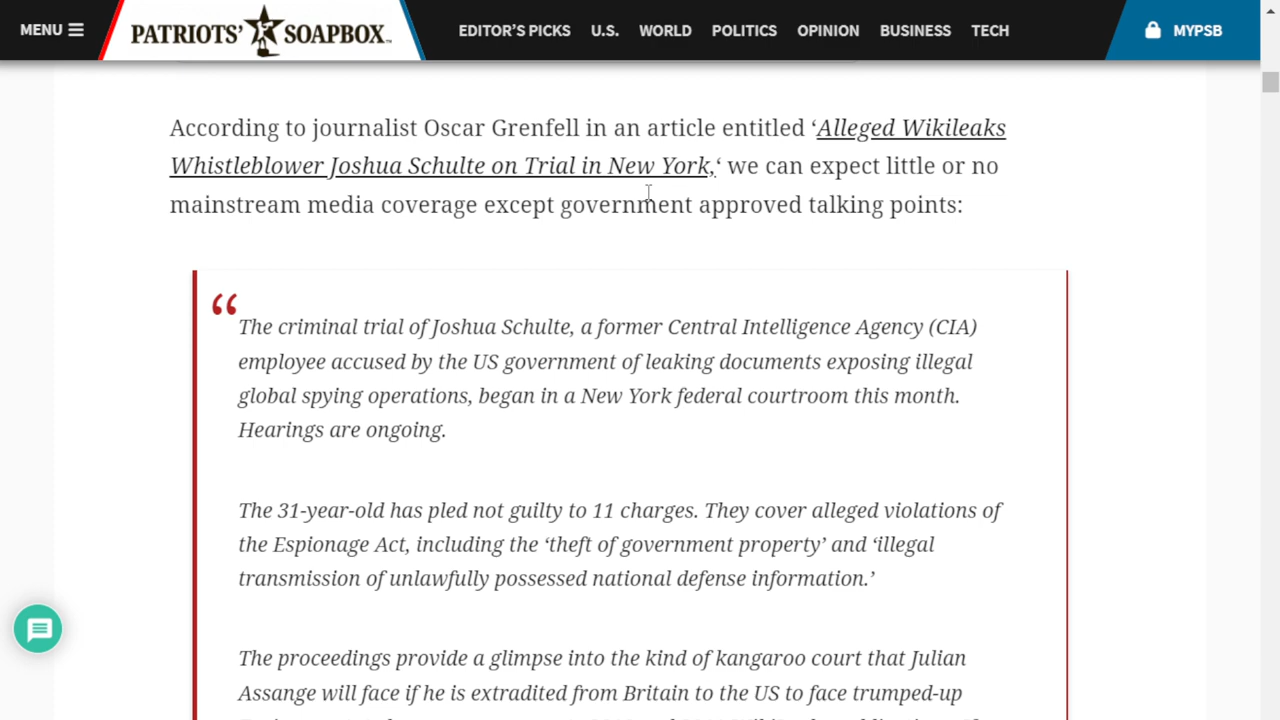 MENU
PATRIOTS' SOAPBOX
EDITOR'S PICKS U.S. WORLD POLITICS OPINION BUSINESS TECH
MYPSB
According to journalist Oscar Grenfell in an article entitled ‘Alleged Wikileaks
Whistleblower Joshua Schulte on Trial in New York,‘ we can expect little or no
mainstream media coverage except government approved talking points:
“
The criminal trial of Joshua Schulte, a former Central Intelligence Agency (CIA)
employee accused by the US government of leaking documents exposing illegal
global spying operations, began in a New York federal courtroom this month.
Hearings are ongoing.
The 31-year-old has pled not guilty to 11 charges. They cover alleged violations of
the Espionage Act, including the ‘theft of government property’ and ‘illegal
transmission of unlawfully possessed national defense information.’
The proceedings provide a glimpse into the kind of kangaroo court that Julian
Assange will face if he is extradited from Britain to the US to face trumped-up